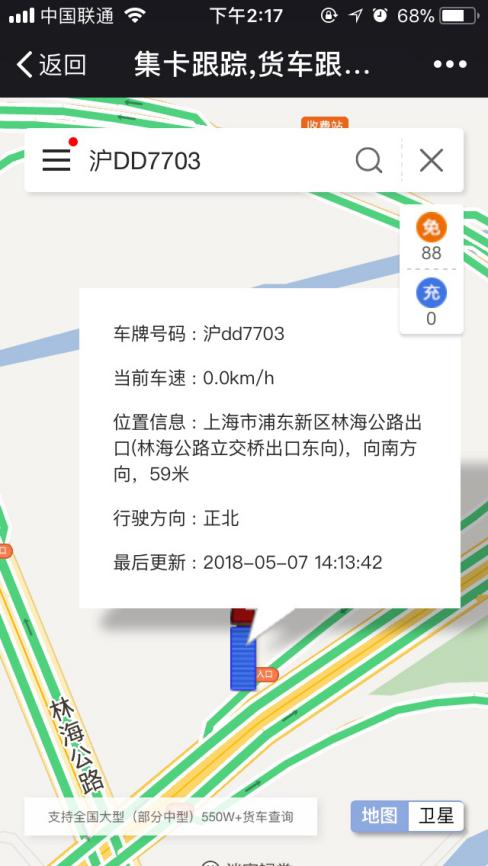 中国联通 下午2:17 68%
返回 集卡跟踪,货车跟...
收费站
沪DD7703
免
88
充
0
车牌号码：沪dd7703
当前车速：0.0km/h
位置信息：上海市浦东新区林海公路出
口(林海公路立交桥出口东向)，向南方
向，59米
行驶方向：正北
最后更新：2018-05-07 14:13:42
口
入口
林海公路
支持全国大型（部分中型）550W+货车查询
地图 卫星